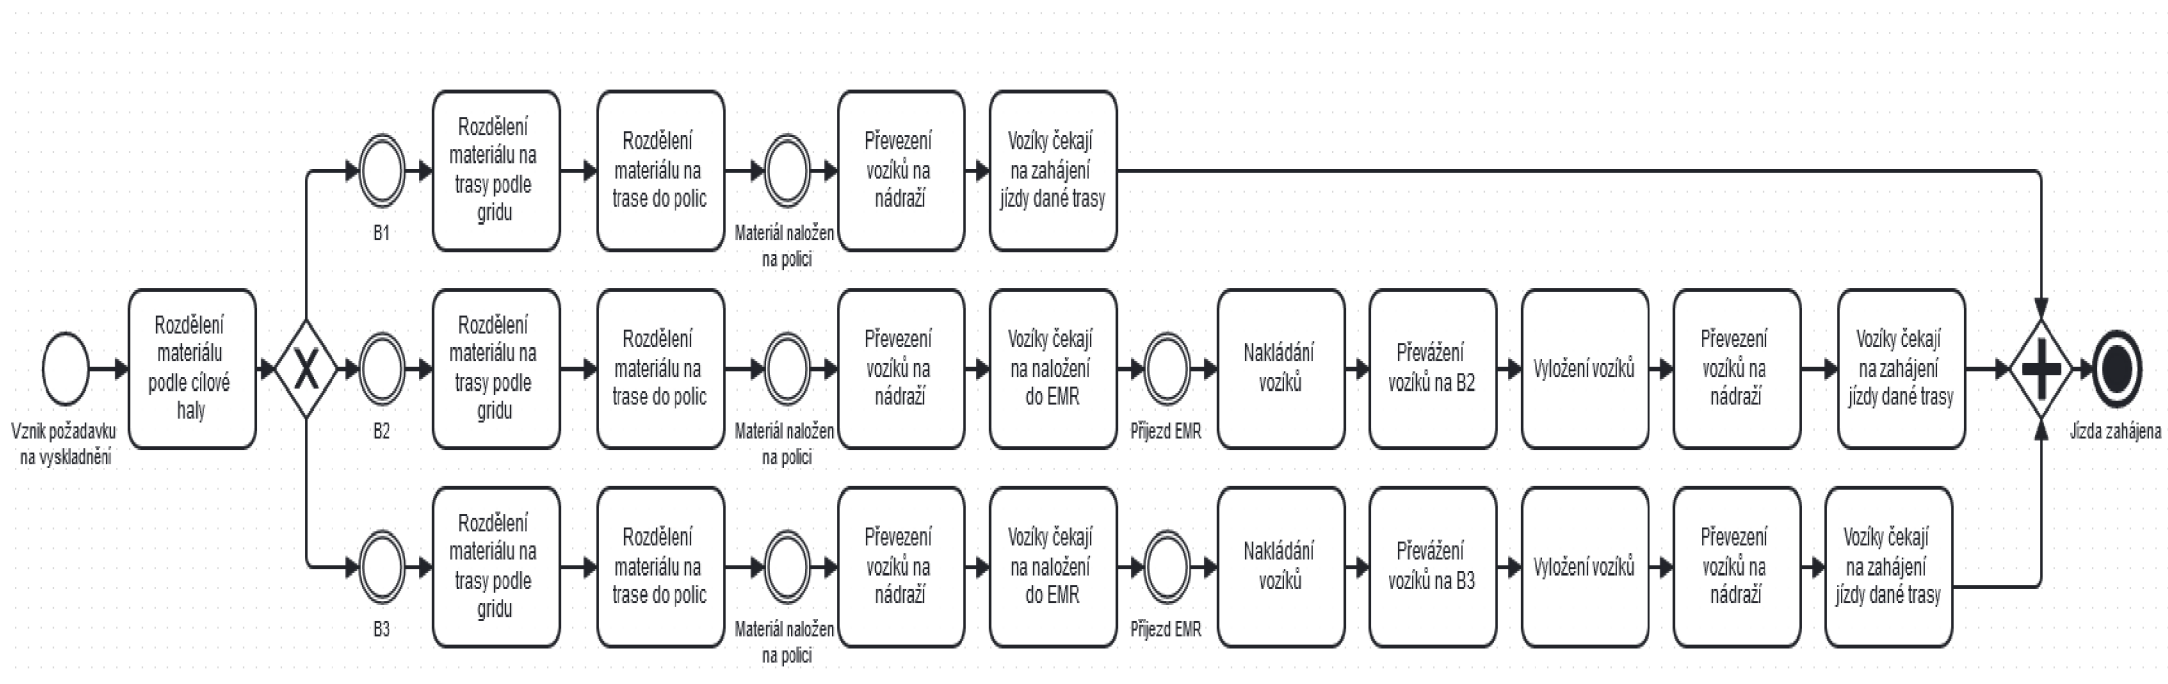 Rozdělení
materiálu na
trasy podle
gridu
Rozdělení
materiálu na
trase do polic
Převezení
vozíků na
nádraží
Vozíky čekají
na zahájení
jízdy dané trasy
B1
Materiál naložen
na polici
Rozdělení
materiálu
podle cílové
haly
Vznik požadavku
na vyskladnění
Rozdělení
materiálu na
trasy podle
gridu
Rozdělení
materiálu na
trase do polic
Převezení
vozíků na
nádraží
Vozíky čekají
na naložení
do EMR
Nakládání
vozíků
Převážení
vozíků na B2
Vyložení vozíků
Převezení
vozíků na
nádraží
Vozíky čekají
na zahájení
jízdy dané trasy
B2
Materiál naložen
na polici
Příjezd EMR
Jízda zahájena
Rozdělení
materiálu na
trasy podle
gridu
Rozdělení
materiálu na
trase do polic
Převezení
vozíků na
nádraží
Vozíky čekají
na naložení
do EMR
Nakládání
vozíků
Převážení
vozíků na B3
Vyložení vozíků
Převezení
vozíků na
nádraží
Vozíky čekají
na zahájení
jízdy dané trasy
B3
Materiál naložen
na polici
Příjezd EMR